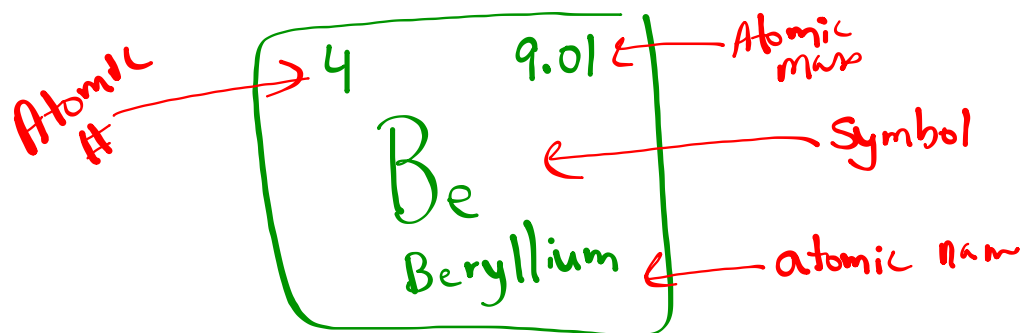 Atomic
#
4
9.01
Atomic
mass
Be
Symbol
Beryllium
atomic nam